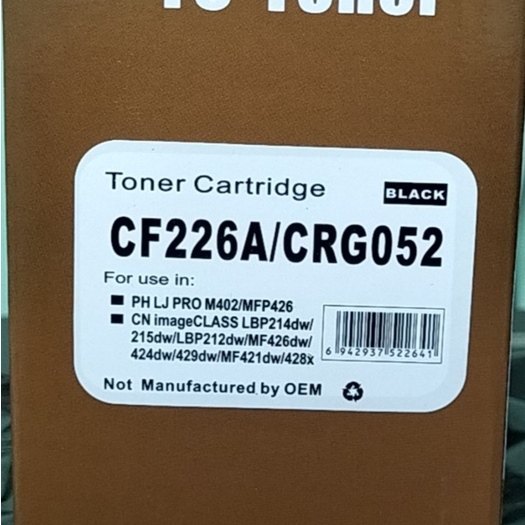 Toner Cartridge
BLACK
CF226A/CRG052
For use in:
PH LJ PRO M402/MFP426
CN imageCLASS LBP214dw/
215dw/LBP212dw/MF426dw/
424dw/429dw/MF421dw/428x
6 942937 522641
Not Manufactured by OEM